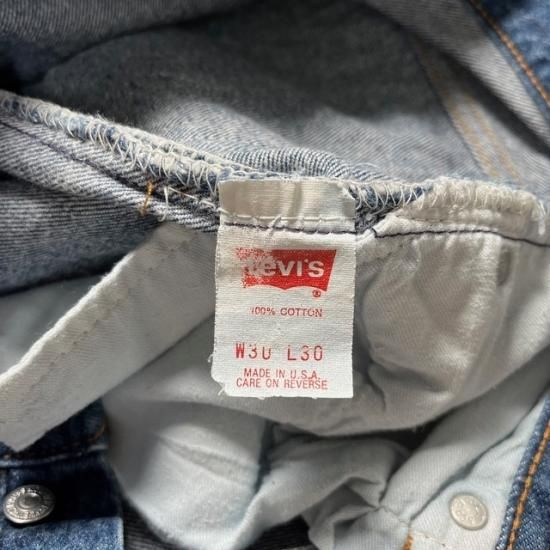 Levi's
100% COTTON
W30 L30
MADE IN U.S.A.
CARE ON REVERSE